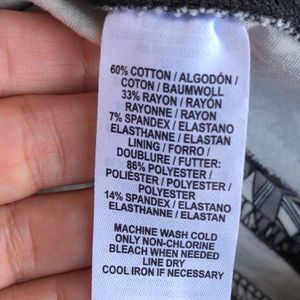 60% COTTON / ALGODÓN /
COTON / BAUMWOLL
33% RAYON / RAYÓN
RAYONNE / RAYON
7% SPANDEX / ELASTANO
ELASTHANNE / ELASTAN
LINING / FORRO /
DOUBLURE / FUTTER:
86% POLYESTER /
POLIÉSTER / POLYESTER /
POLYESTER
14% SPANDEX / ELASTANO
ELASTHANNE / ELASTAN
MACHINE WASH COLD
ONLY NON-CHLORINE
BLEACH WHEN NEEDED
LINE DRY
COOL IRON IF NECESSARY